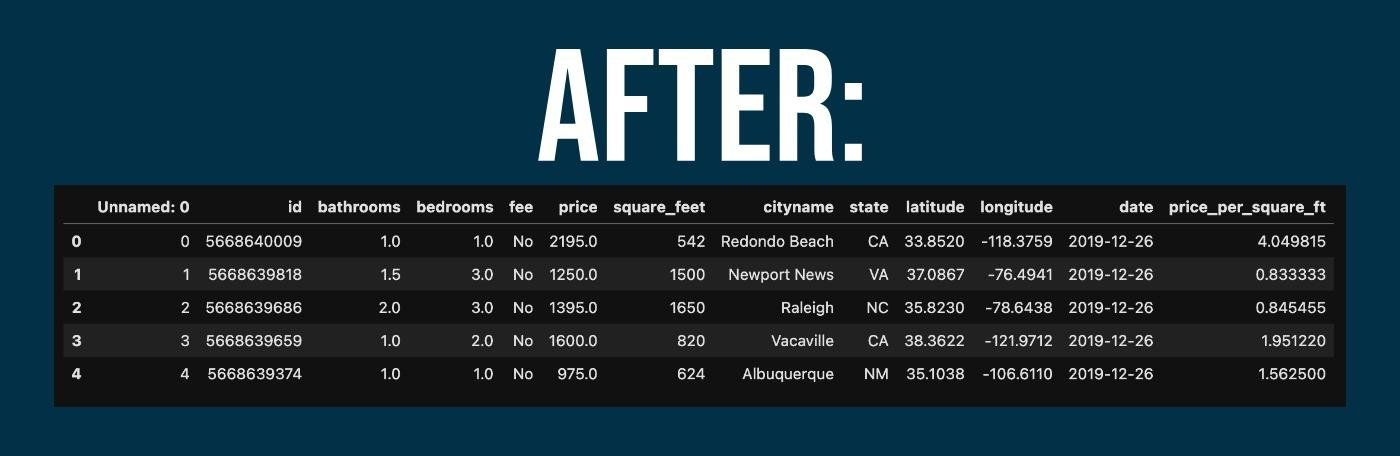 AFTER:
Unnamed: 0 id bathrooms bedrooms fee price square_feet cityname state latitude longitude date price_per_square_ft
0 0 5668640009 1.0 1.0 No 2195.0 542 Redondo Beach CA 33.8520 -118.3759 2019-12-26 4.049815
1 1 5668639818 1.5 3.0 No 1250.0 1500 Newport News VA 37.0867 -76.4941 2019-12-26 0.833333
2 2 5668639686 2.0 3.0 No 1395.0 1650 Raleigh NC 35.8230 -78.6438 2019-12-26 0.845455
3 3 5668639659 1.0 2.0 No 1600.0 820 Vacaville CA 38.3622 -121.9712 2019-12-26 1.951220
4 4 5668639374 1.0 1.0 No 975.0 624 Albuquerque NM 35.1038 -106.6110 2019-12-26 1.562500